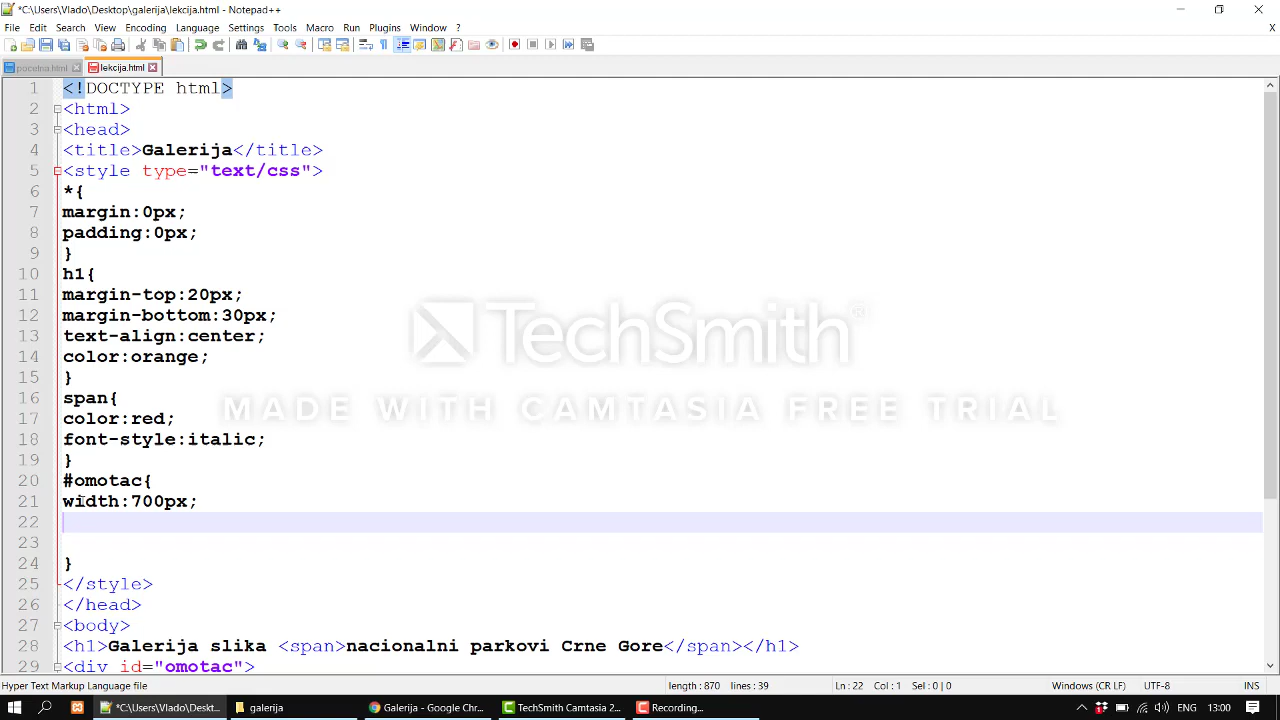 *C:\Users\Vlado\Desktop\galerija\lekcija.html - Notepad++
File Edit Search View Encoding Language Settings Tools Macro Run Plugins Window ?
X
pocetna.html lekcija.html
1 <!DOCTYPE html>
2 <html>
3 <head>
4 <title>Galerija</title>
5 <style type="text/css">
6 *{
7 margin:0px;
8 padding:0px;
9 }
10 h1{
11 margin-top:20px;
12 margin-bottom:30px;
13 text-align:center;
14 color:orange;
15 }
16 span{
17 color:red;
18 font-style:italic;
19 }
20 #omotac{
21 width:700px;
22
23
24 }
25 </style>
26 </head>
27 <body>
28 <h1>Galerija slika <span>nacionalni parkovi Crne Gore</span></h1>
29 <div id="omotac">
TechSmith®
MADE WITH CAMTASIA FREE TRIAL
Hyper Text Markup Language file length : 870 lines : 39 Ln : 22 Col : 1 Sel : 0 | 0 Windows (CR LF) UTF-8 INS
*C:\Users\Vlado\Deskt... galerija Galerija - Google Chr... TechSmith Camtasia 2... Recording... ENG 13:00